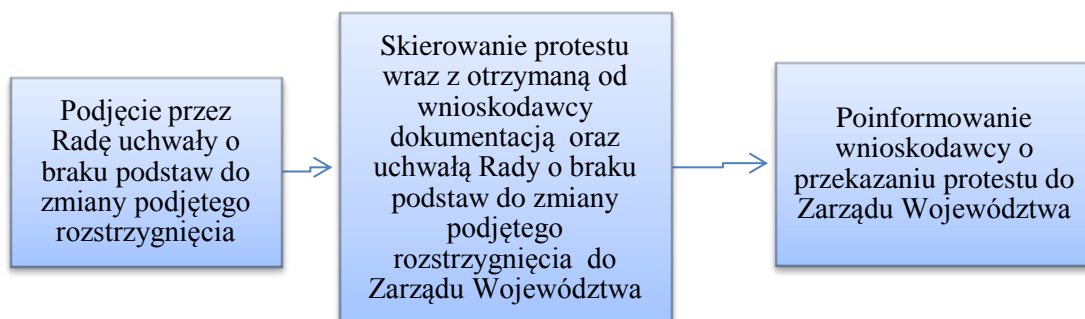 Podjęcie przez
Radę uchwały o
braku podstaw do
zmiany podjętego
rozstrzygnięcia
Skierowanie protestu
wraz z otrzymaną od
wnioskodawcy
dokumentacją oraz
uchwałą Rady o braku
podstaw do zmiany
podjętego
rozstrzygnięcia do
Zarządu Województwa
Poinformowanie
wnioskodawcy o
przekazaniu protestu do
Zarządu Województwa